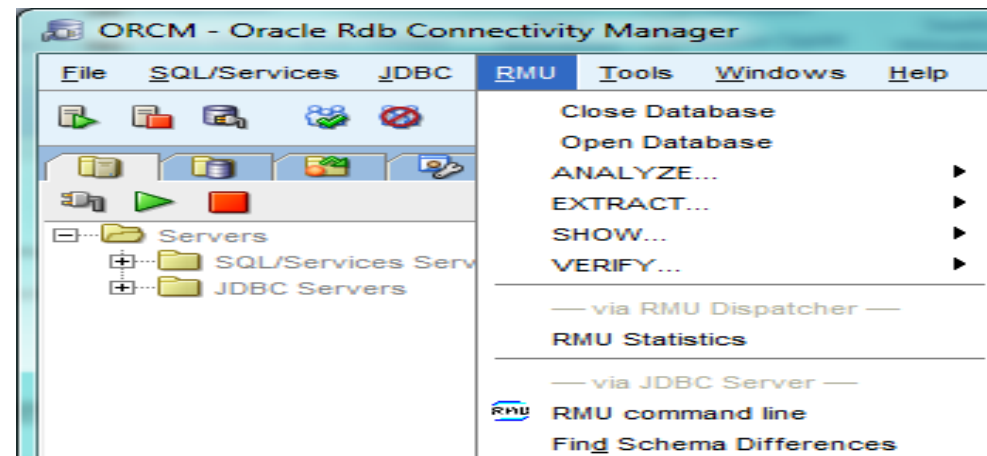 ORCM - Oracle Rdb Connectivity Manager
File SQL/Services JDBC RMU Tools Windows Help
Close Database
Open Database
ANALYZE...
EXTRACT...
SHOW...
VERIFY...
— via RMU Dispatcher —
RMU Statistics
— via JDBC Server —
RMU RMU command line
Find Schema Differences
Servers
SQL/Services Serv
JDBC Servers